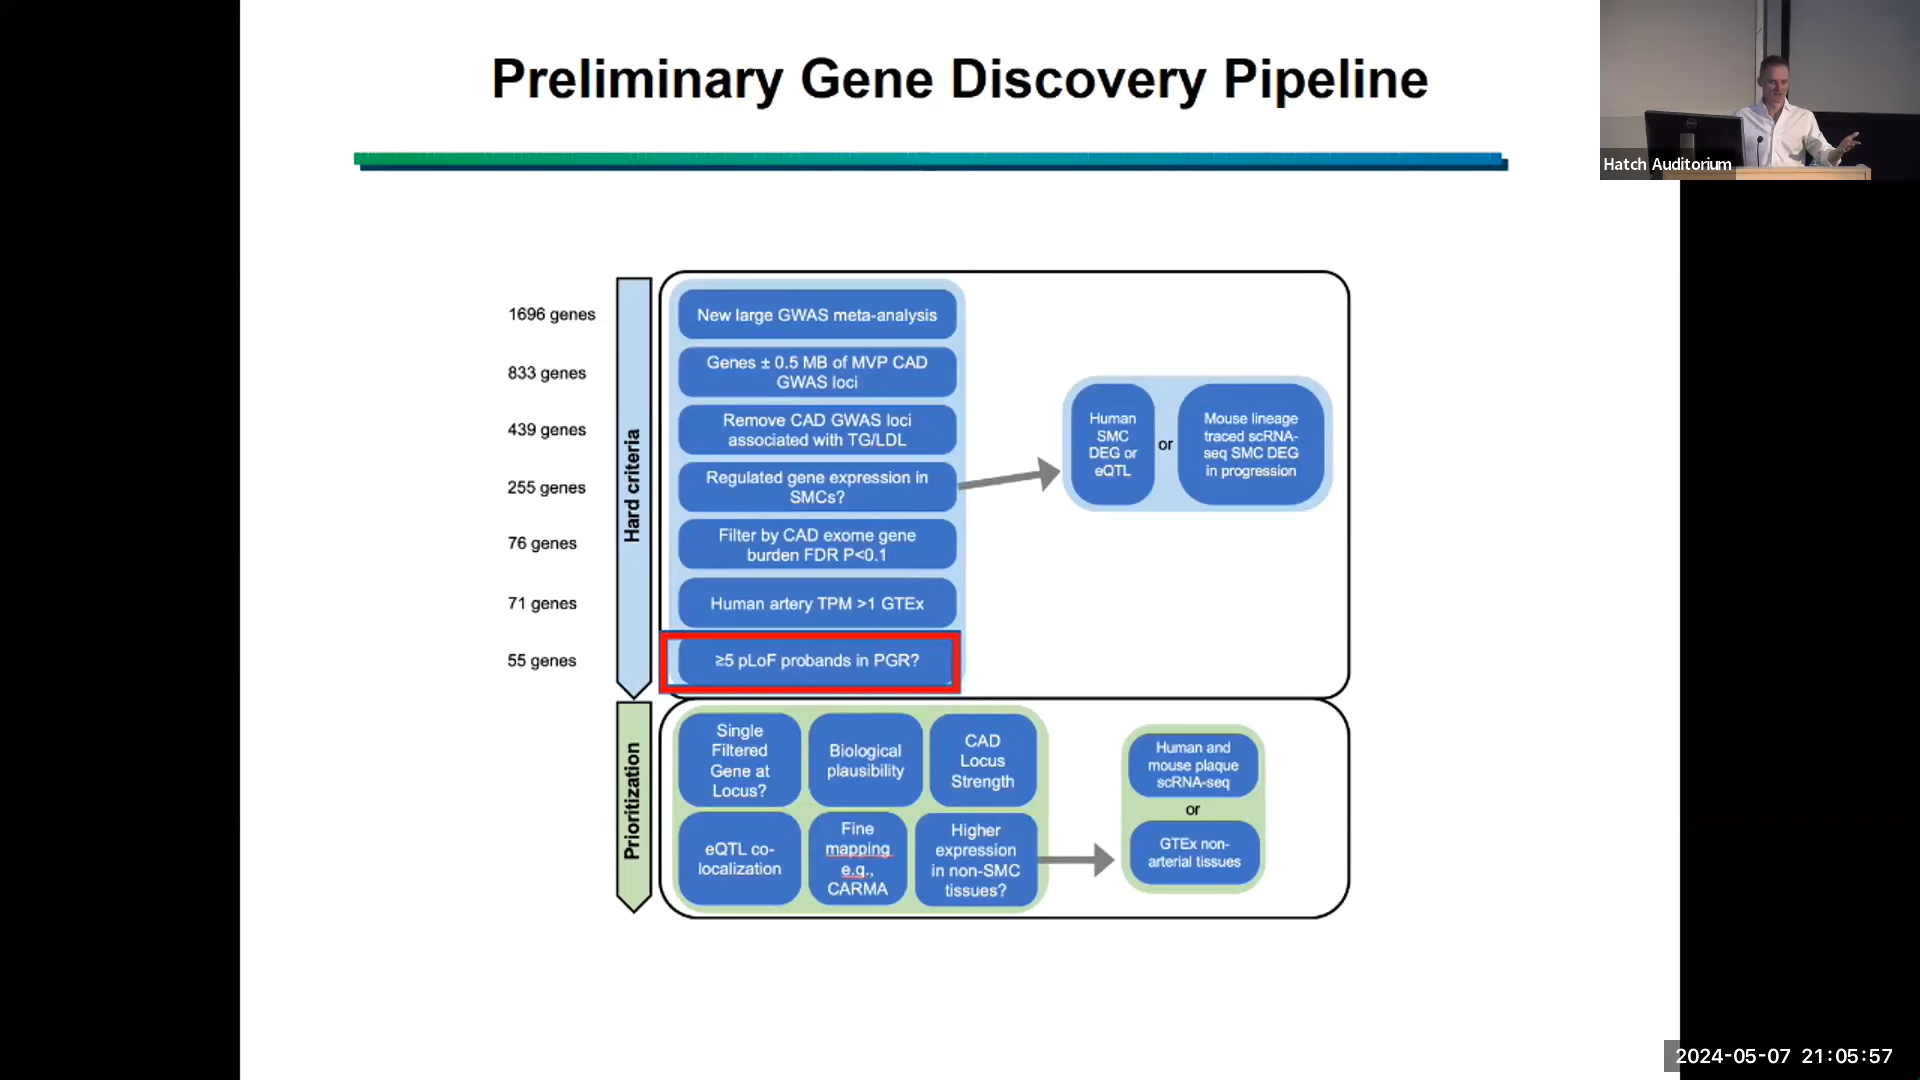 Preliminary Gene Discovery Pipeline
Hatch Auditorium
1696 genes
833 genes
439 genes
255 genes
76 genes
71 genes
55 genes
Hard criteria
New large GWAS meta-analysis
Genes ± 0.5 MB of MVP CAD
GWAS loci
Remove CAD GWAS loci
associated with TG/LDL
Regulated gene expression in
SMCs?
Filter by CAD exome gene
burden FDR P<0.1
Human artery TPM >1 GTEx
≥5 pLoF probands in PGR?
Human
SMC
DEG or
eQTL
or
Mouse lineage
traced scRNA-
seq SMC DEG
in progression
Prioritization
Single
Filtered
Gene at
Locus?
Biological
plausibility
CAD
Locus
Strength
eQTL co-
localization
Fine
mapping
e.g.,
CARMA
Higher
expression
in non-SMC
tissues?
Human and
mouse plaque
scRNA-seq
or
GTEx non-
arterial tissues
2024-05-07 21:05:57